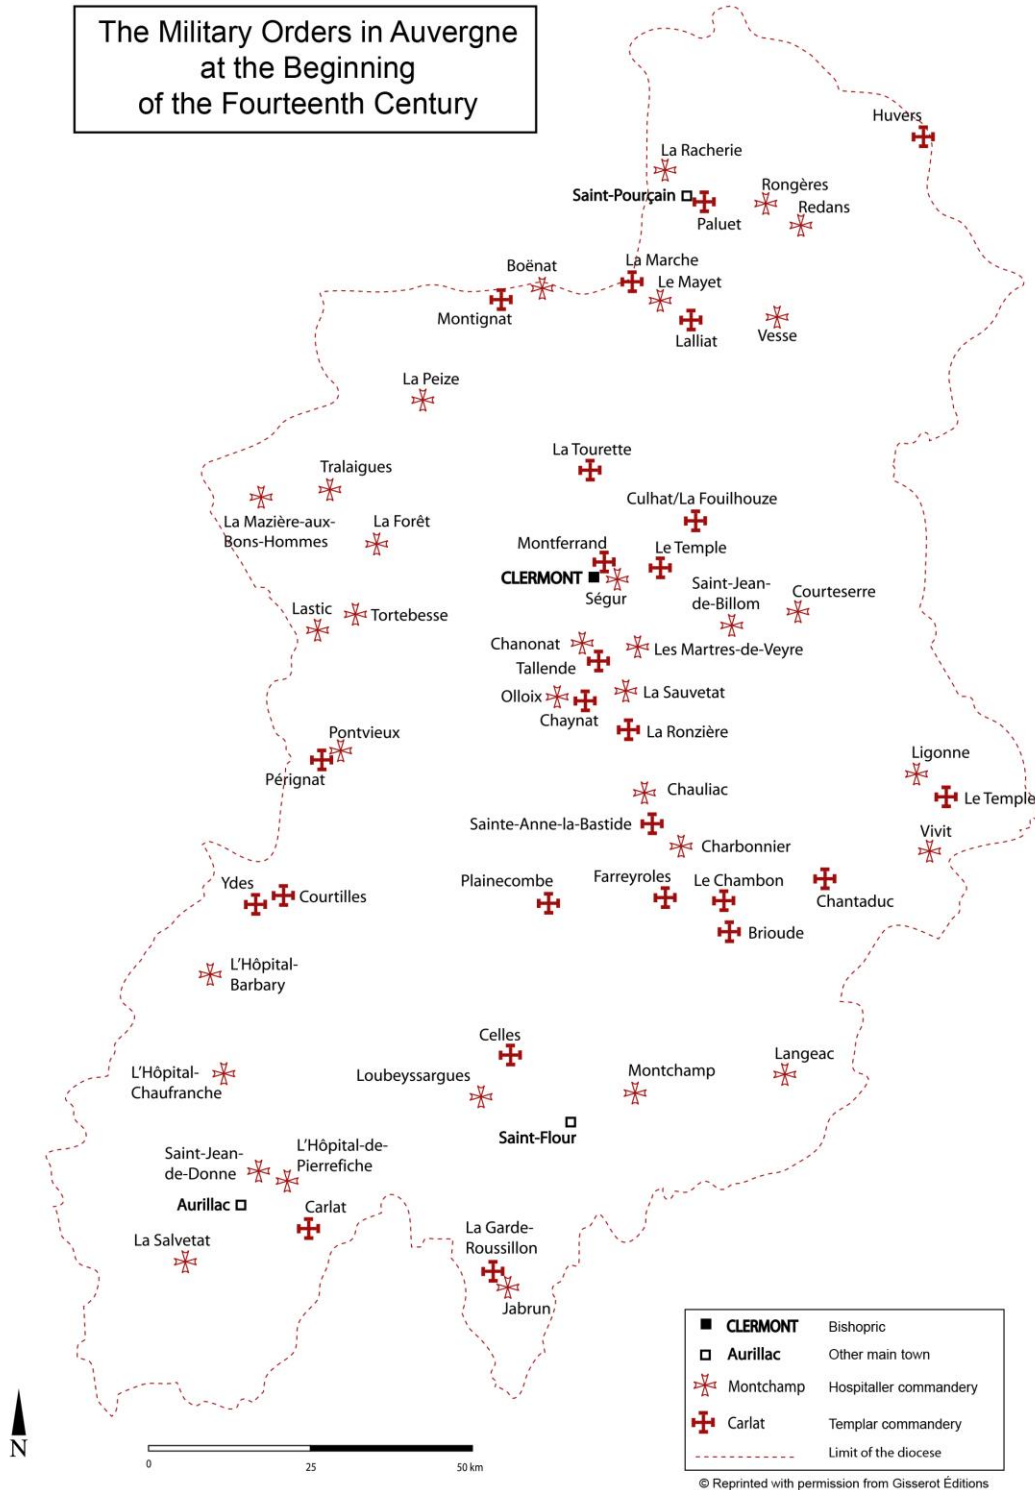 The Military Orders in Auvergne
at the Beginning
of the Fourteenth Century
Huvers
La Racherie
Saint-Pourçain
Paluet
Rongères
Redans
La Marche
Boënat
Le Mayet
Montignat
Lalliat
Vesse
La Peize
La Tourette
Tralaigues
Culhat/La Fouilhouze
La Mazière-aux-
Bons-Hommes
La Forêt
Montferrand
Le Temple
CLERMONT
Ségur
Saint-Jean-
de-Billom
Courteserre
Lastic
Tortebesse
Chanonat
Les Martres-de-Veyre
Tallende
Olloix
La Sauvetat
Chaynat
La Ronzière
Pontvieux
Pérignat
Ligonne
Le Temple
Chauliac
Sainte-Anne-la-Bastide
Vivit
Charbonnier
Ydes
Courtilles
Plainecombe
Farreyroles
Le Chambon
Chantaduc
Brioude
L'Hôpital-
Barbary
Celles
L'Hôpital-
Chaufranche
Loubeyssargues
Montchamp
Langeac
Saint-Flour
Saint-Jean-
de-Donne
L'Hôpital-de-
Pierrefiche
Aurillac
Carlat
La Salvetat
La Garde-
Roussillon
Jabrun
CLERMONT Bishopric
Aurillac Other main town
Montchamp Hospitaller commandery
Carlat Templar commandery
Limit of the diocese
N
0 25 50 km
© Reprinted with permission from Gisserot Éditions